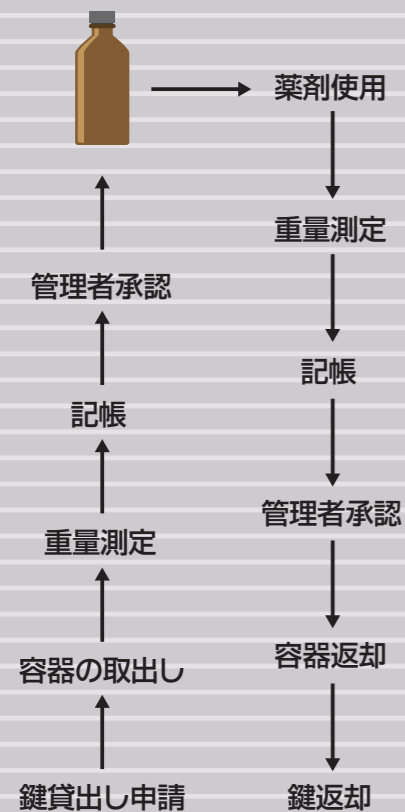 薬剤使用
重量測定
管理者承認
記帳
記帳
管理者承認
重量測定
容器返却
容器の取出し
鍵貸出し申請
鍵返却